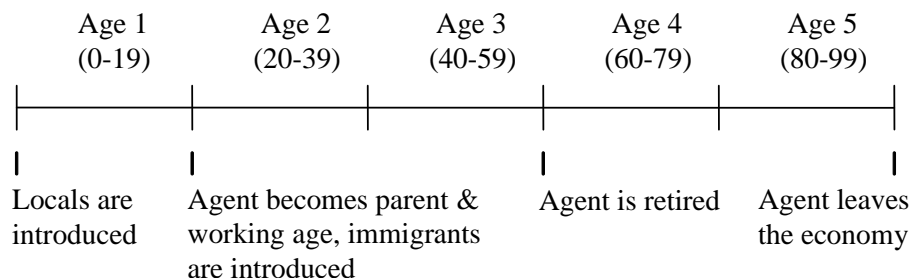 Age 1 Age 2 Age 3 Age 4 Age 5
(0-19) (20-39) (40-59) (60-79) (80-99)
Locals are
introduced
Agent becomes parent &
working age, immigrants
are introduced
Agent is retired
Agent leaves
the economy